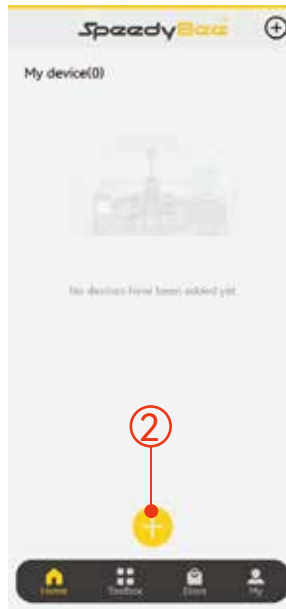 SpeedyBee
My device(0)
No devices have been added yet
2
Home Toolbox Store My